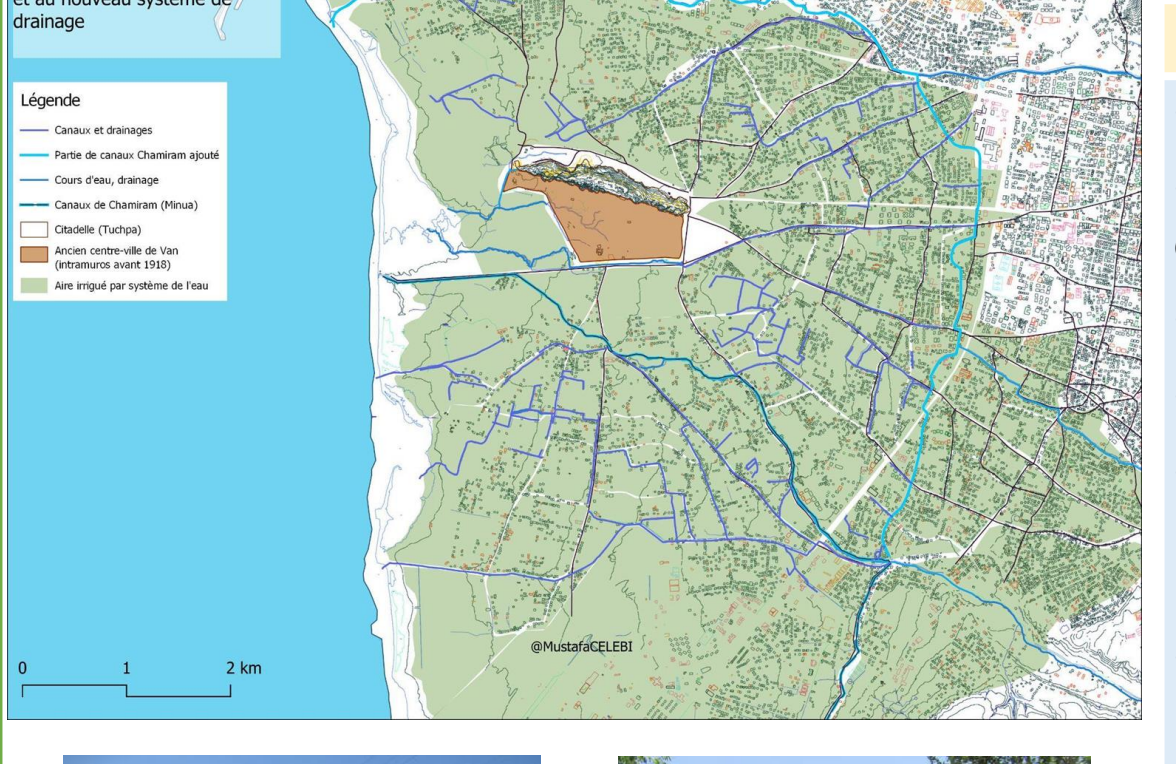 et au nouveau système de
drainage
Légende
Canaux et drainages
Partie de canaux Chamiram ajouté
Cours d'eau, drainage
Canaux de Chamiram (Minua)
Citadelle (Tuchpa)
Ancien centre-ville de Van
(intramuros avant 1918)
Aire irrigué par système de l'eau
@MustafaCELEBI
0 1 2 km